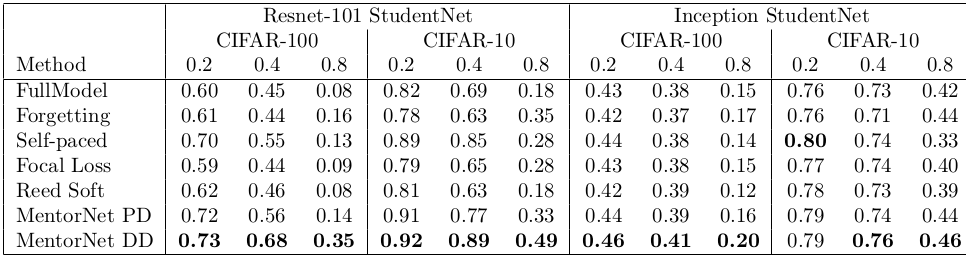 Resnet-101 StudentNet Inception StudentNet
CIFAR-100 CIFAR-10 CIFAR-100 CIFAR-10
Method 0.2 0.4 0.8 0.2 0.4 0.8 0.2 0.4 0.8 0.2 0.4 0.8
FullModel 0.60 0.45 0.08 0.82 0.69 0.18 0.43 0.38 0.15 0.76 0.73 0.42
Forgetting 0.61 0.44 0.16 0.78 0.63 0.35 0.42 0.37 0.17 0.76 0.71 0.44
Self-paced 0.70 0.55 0.13 0.89 0.85 0.28 0.44 0.38 0.14 0.80 0.74 0.33
Focal Loss 0.59 0.44 0.09 0.79 0.65 0.28 0.43 0.38 0.15 0.77 0.74 0.40
Reed Soft 0.62 0.46 0.08 0.81 0.63 0.18 0.42 0.39 0.12 0.78 0.73 0.39
MentorNet PD 0.72 0.56 0.14 0.91 0.77 0.33 0.44 0.39 0.16 0.79 0.74 0.44
MentorNet DD 0.73 0.68 0.35 0.92 0.89 0.49 0.46 0.41 0.20 0.79 0.76 0.46